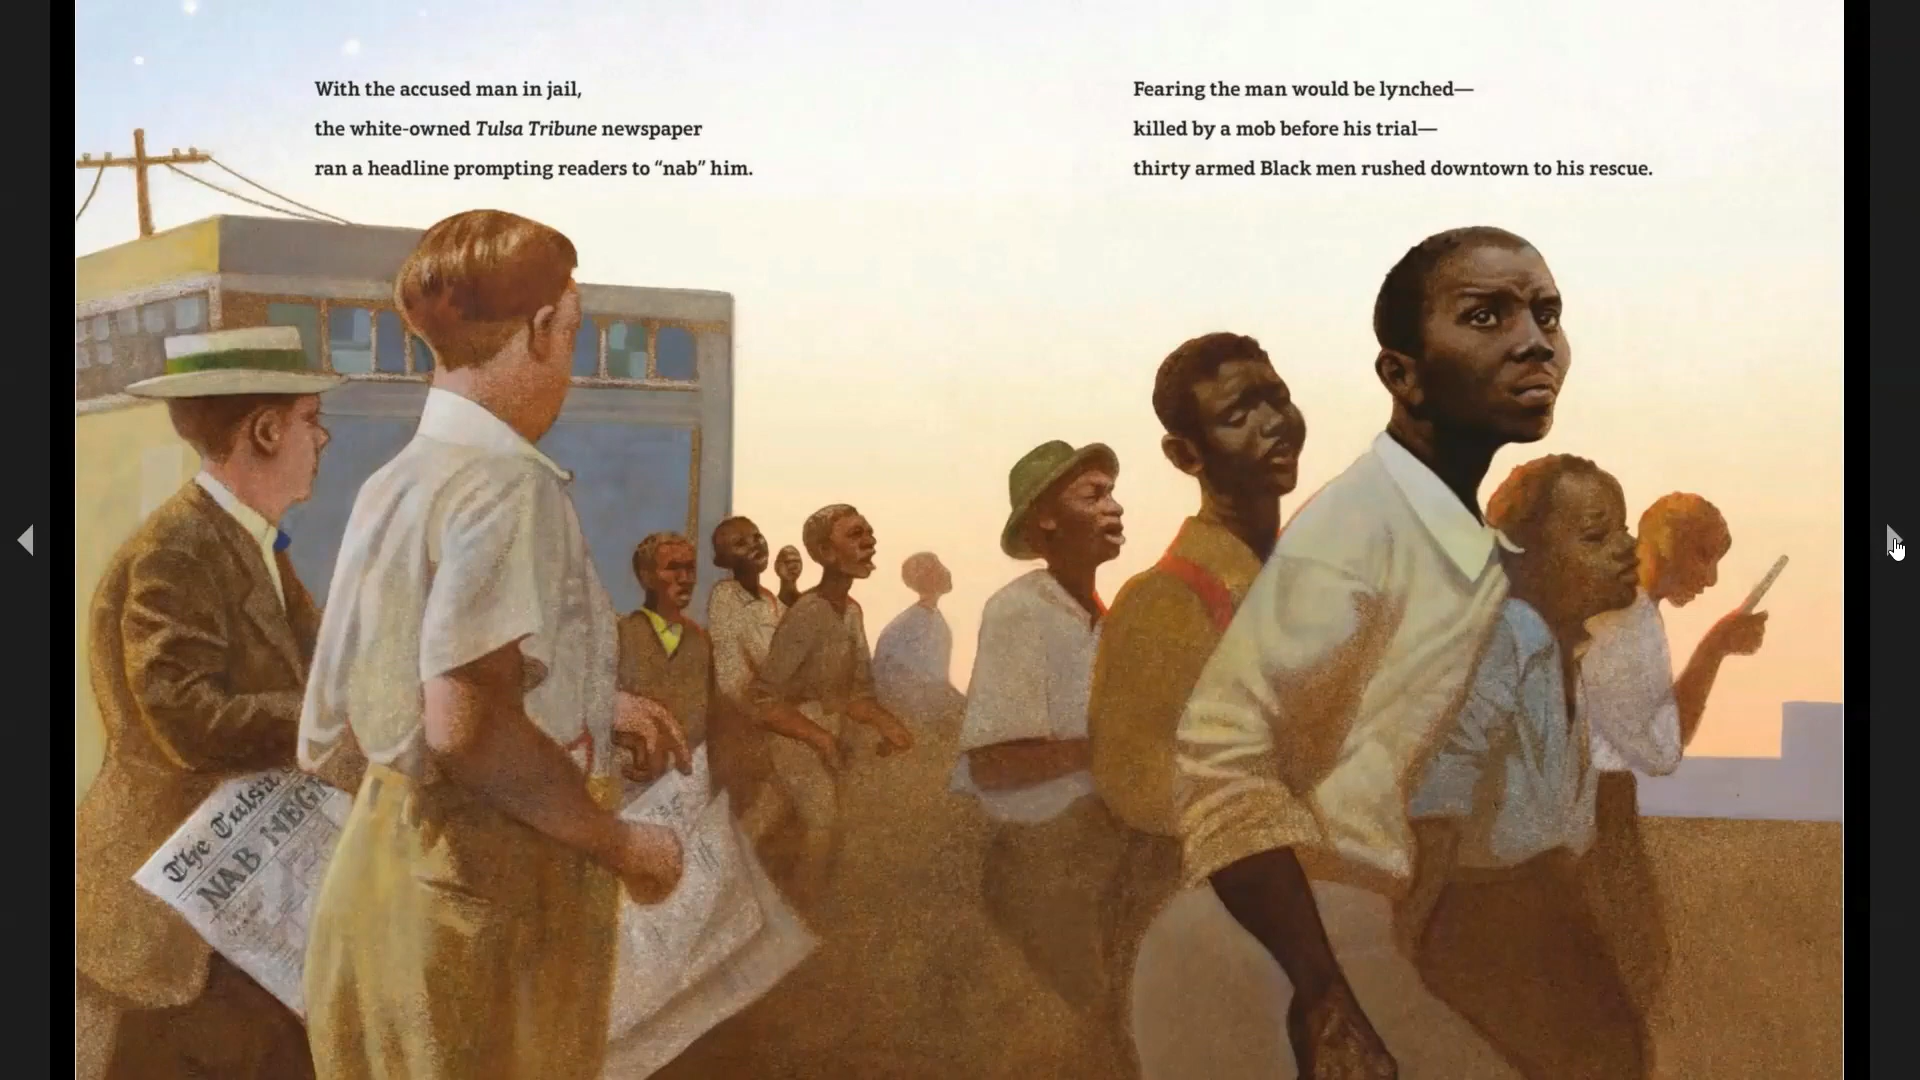 With the accused man in jail,
the white-owned Tulsa Tribune newspaper
ran a headline prompting readers to “nab” him.
Fearing the man would be lynched—
killed by a mob before his trial—
thirty armed Black men rushed downtown to his rescue.
The Tulsa
NAB NEG